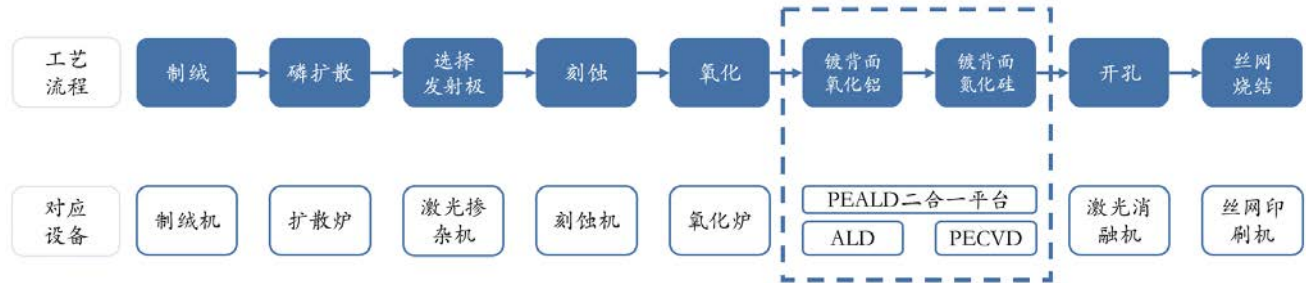 工艺
流程
制绒
磷扩散
选择
发射极
刻蚀
氧化
镀背面
氧化铝
镀背面
氮化硅
开孔
丝网
烧结
对应
设备
制绒机
扩散炉
激光掺
杂机
刻蚀机
氧化炉
PEALD二合一平台
ALD
PECVD
激光消
融机
丝网印
刷机